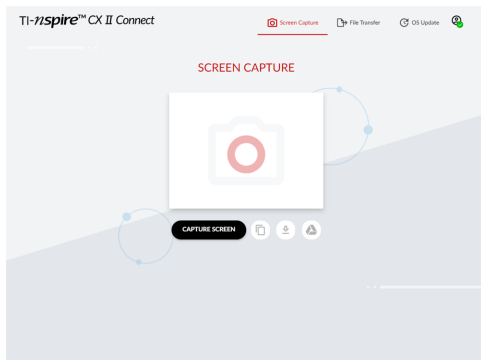 TI-nspire™ CX II Connect
Screen Capture
File Transfer
OS Update
SCREEN CAPTURE
CAPTURE SCREEN